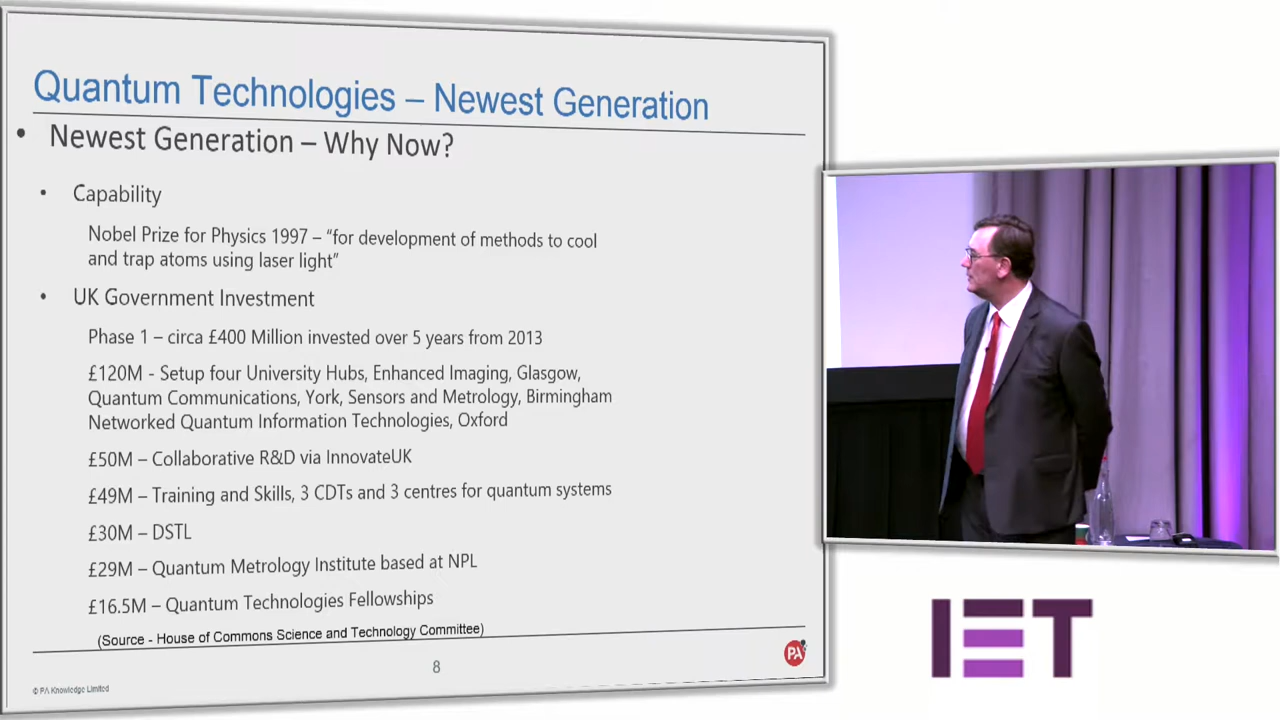 Quantum Technologies – Newest Generation
• Newest Generation – Why Now?
• Capability
Nobel Prize for Physics 1997 – “for development of methods to cool
and trap atoms using laser light”
• UK Government Investment
Phase 1 – circa £400 Million invested over 5 years from 2013
£120M - Setup four University Hubs, Enhanced Imaging, Glasgow,
Quantum Communications, York, Sensors and Metrology, Birmingham
Networked Quantum Information Technologies, Oxford
£50M – Collaborative R&D via InnovateUK
£49M – Training and Skills, 3 CDTs and 3 centres for quantum systems
£30M – DSTL
£29M – Quantum Metrology Institute based at NPL
£16.5M – Quantum Technologies Fellowships
(Source - House of Commons Science and Technology Committee)
8
PA
© PA Knowledge Limited
IET